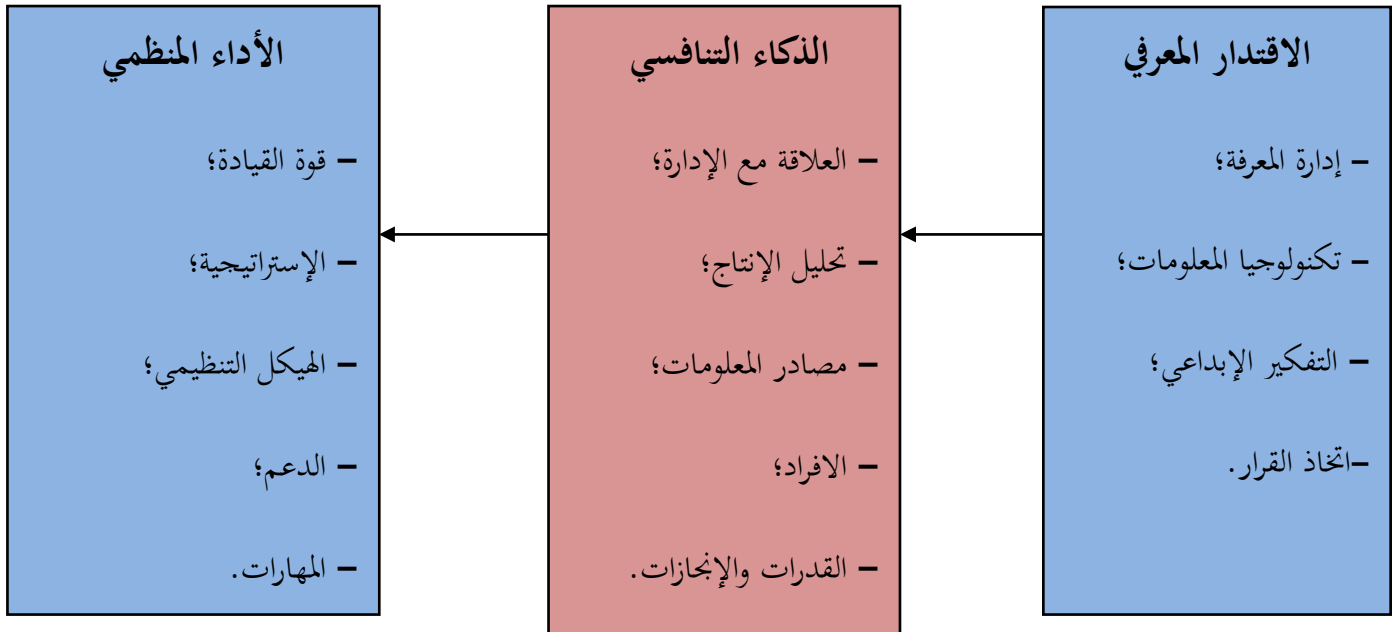 الاقتدار المعرفي
– إدارة المعرفة؛
– تكنولوجيا المعلومات؛
– التفكير الإبداعي؛
–اتخاذ القرار.
الذكاء التنافسي
– العلاقة مع الإدارة؛
– تحليل الإنتاج؛
– مصادر المعلومات؛
– الافراد؛
– القدرات والإنجازات.
الأداء المنظمي
– قوة القيادة؛
– الإستراتيجية؛
– الهيكل التنظيمي؛
– الدعم؛
– المهارات.